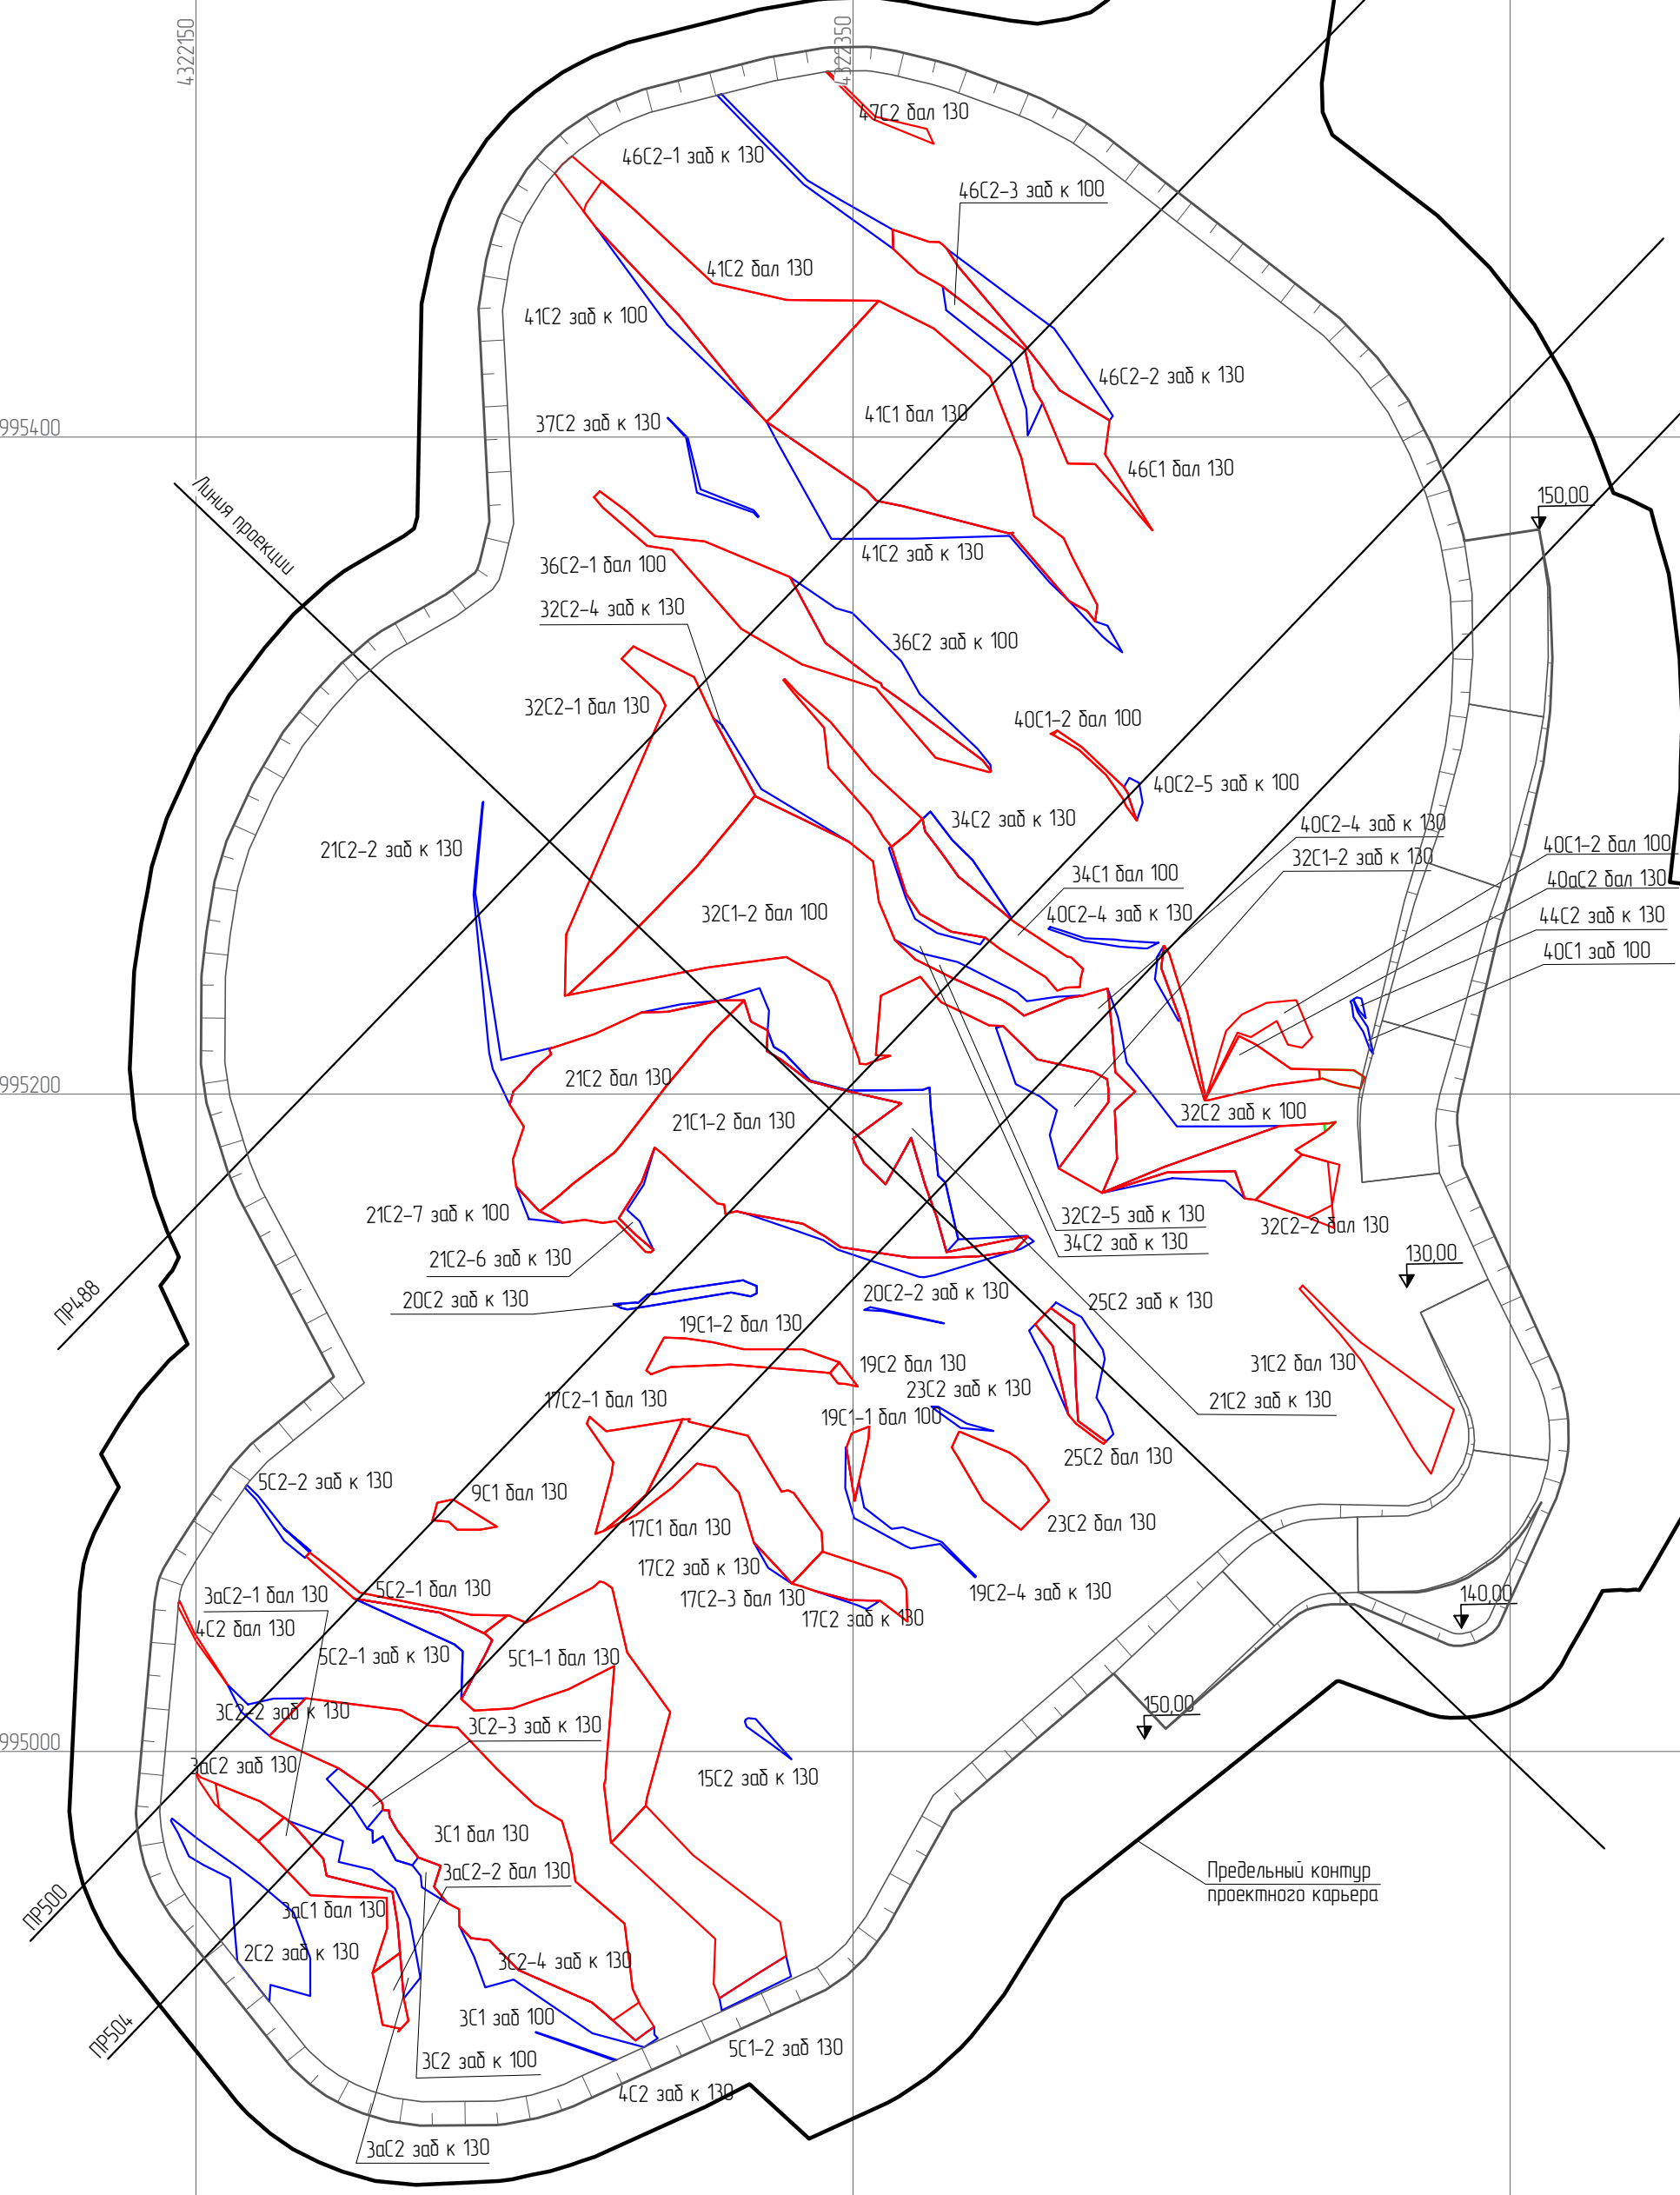 4322150
4322350
47С2 бал 130
46С2-1 заб к 130
46С2-3 заб к 100
41С2 бал 130
41С2 заб к 100
46С2-2 заб к 130
41С1 бал 130
37С2 заб к 130
995400
46С1 бал 130
Линия проекции
150,00
41С2 заб к 130
36С2-1 бал 100
32С2-4 заб к 130
36С2 заб к 100
32С2-1 бал 130
40С1-2 бал 100
40С2-5 заб к 100
34С2 заб к 130
40С2-4 заб к 130
21С2-2 заб к 130
40С1-2 бал 100
32С1-2 заб к 130
34С1 бал 100
40аС2 бал 130
32С1-2 бал 100
40С2-4 заб к 130
44С2 заб к 130
40С1 заб 100
995200
21С2 бал 130
32С2 заб к 100
21С1-2 бал 130
21С2-7 заб к 100
32С2-5 заб к 130
32С2-2 бал 130
34С2 заб к 130
21С2-6 заб к 130
130,00
20С2 заб к 130
20С2-2 заб к 130
25С2 заб к 130
ПР488
19С1-2 бал 130
19С2 бал 130
31С2 бал 130
23С2 заб к 130
17С2-1 бал 130
21С2 заб к 130
19С1-1 бал 100
25С2 бал 130
5С2-2 заб к 130
9С1 бал 130
17С1 бал 130
23С2 бал 130
17С2 заб к 130
5С2-1 бал 130
3аС2-1 бал 130
17С2-3 бал 130
19С2-4 заб к 130
140,00
17С2 заб к 130
4С2 бал 130
5С2-1 заб к 130
5С1-1 бал 130
150,00
3С2-2 заб к 130
3С2-3 заб к 130
995000
3аС2 заб 130
15С2 заб к 130
3С1 бал 130
3аС2-2 бал 130
Предельный контур
проектного карьера
ПР500
3аС1 бал 130
2С2 заб к 130
3С2-4 заб к 130
3С1 заб 100
ПР504
5С1-2 заб 130
3С2 заб к 100
4С2 заб к 130
3аС2 заб к 130